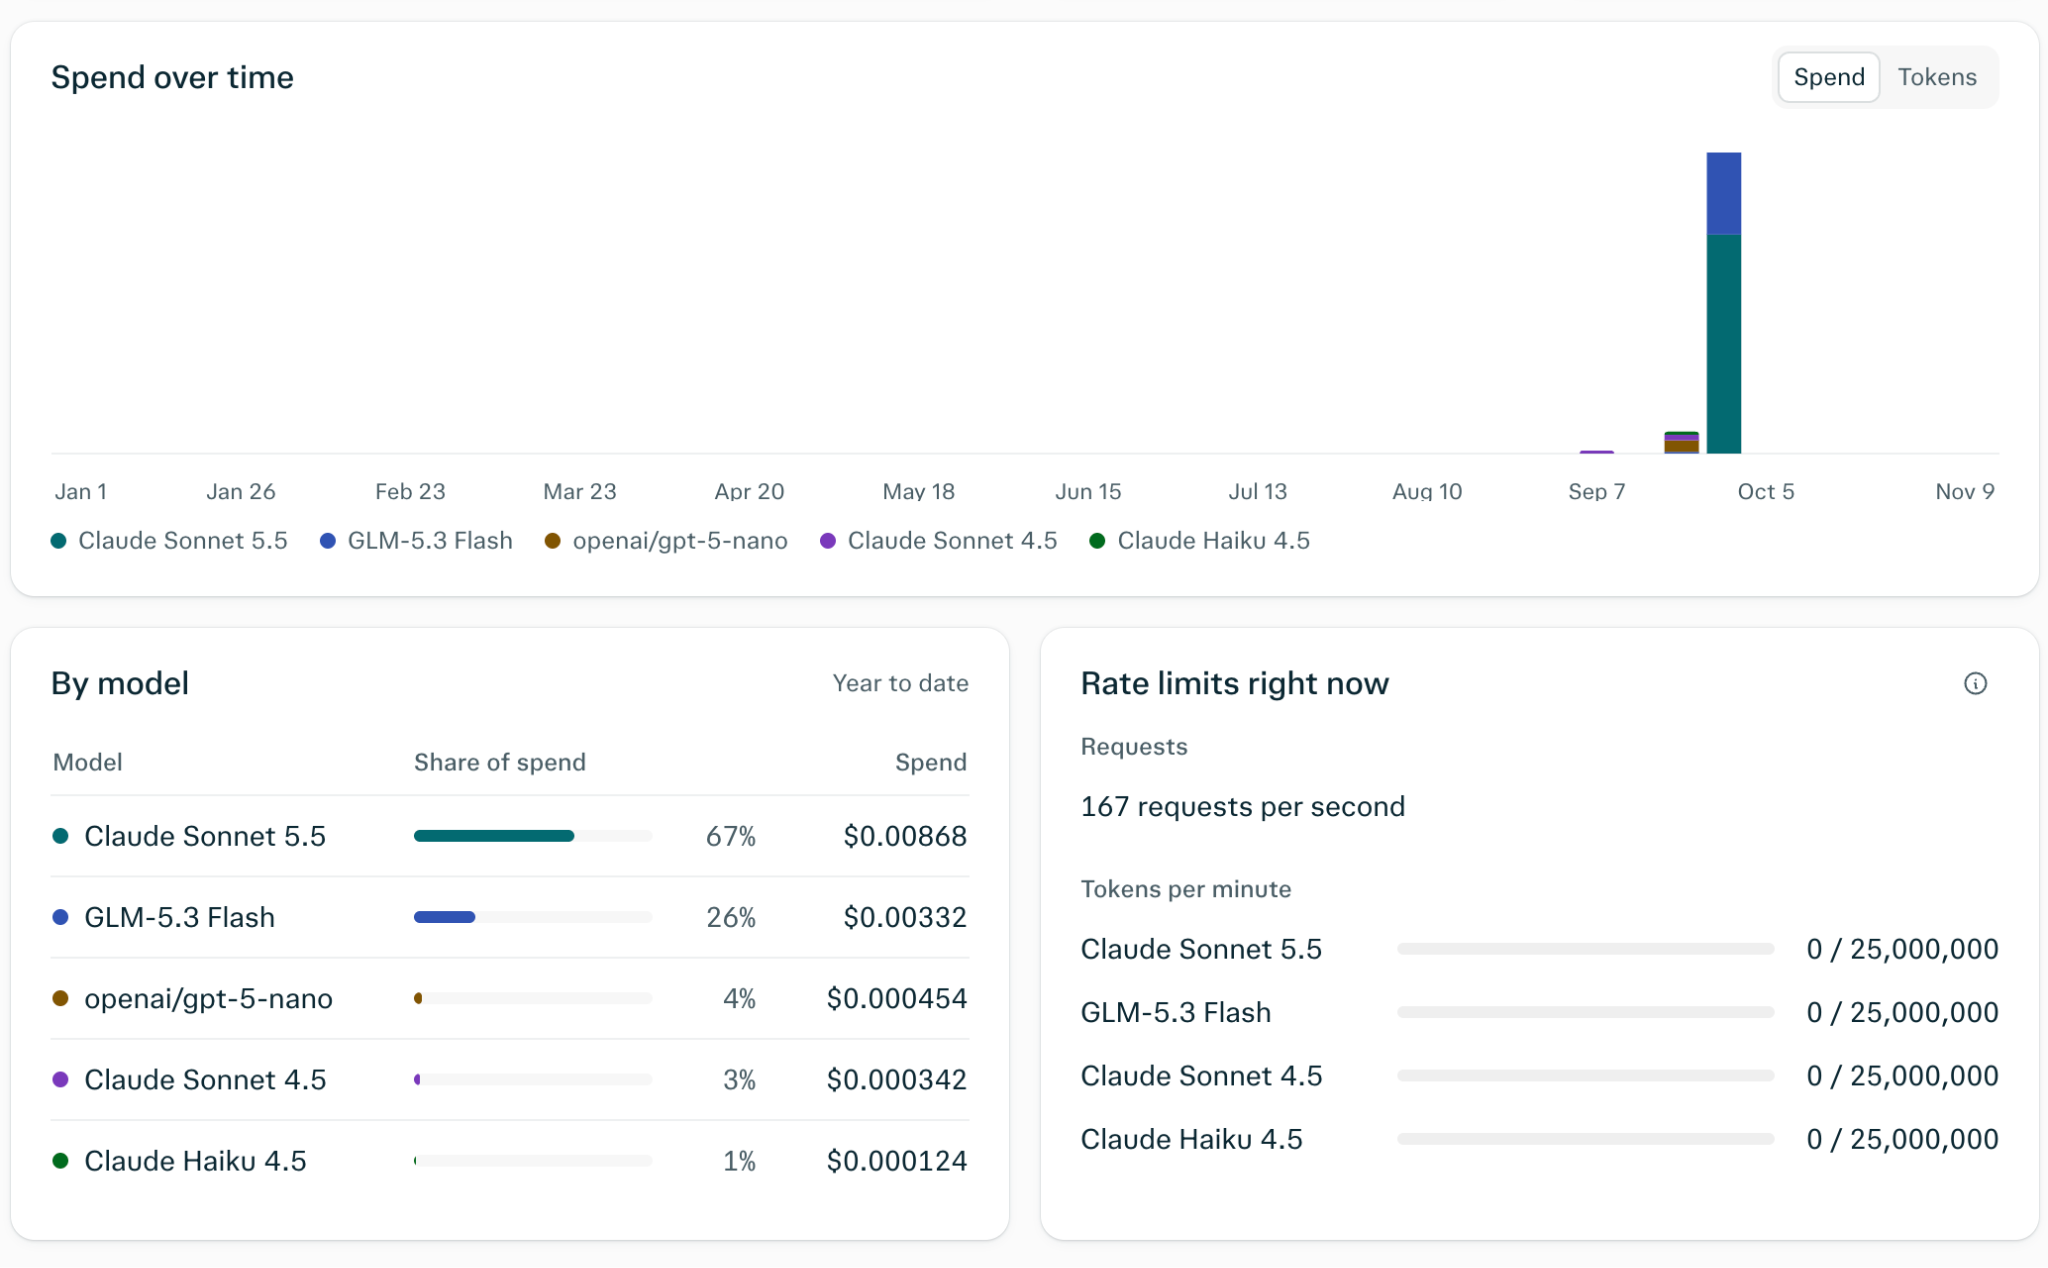 Spend over time
Spend Tokens
Jan 1 Jan 26 Feb 23 Mar 23 Apr 20 May 18 Jun 15 Jul 13 Aug 10 Sep 7 Oct 5 Nov 9
Claude Sonnet 5.5 GLM-5.3 Flash openai/gpt-5-nano Claude Sonnet 4.5 Claude Haiku 4.5
By model
Year to date
Model Share of spend Spend
Claude Sonnet 5.5 67% $0.00868
GLM-5.3 Flash 26% $0.00332
openai/gpt-5-nano 4% $0.000454
Claude Sonnet 4.5 3% $0.000342
Claude Haiku 4.5 1% $0.000124
Rate limits right now
Requests
167 requests per second
Tokens per minute
Claude Sonnet 5.5 0 / 25,000,000
GLM-5.3 Flash 0 / 25,000,000
Claude Sonnet 4.5 0 / 25,000,000
Claude Haiku 4.5 0 / 25,000,000